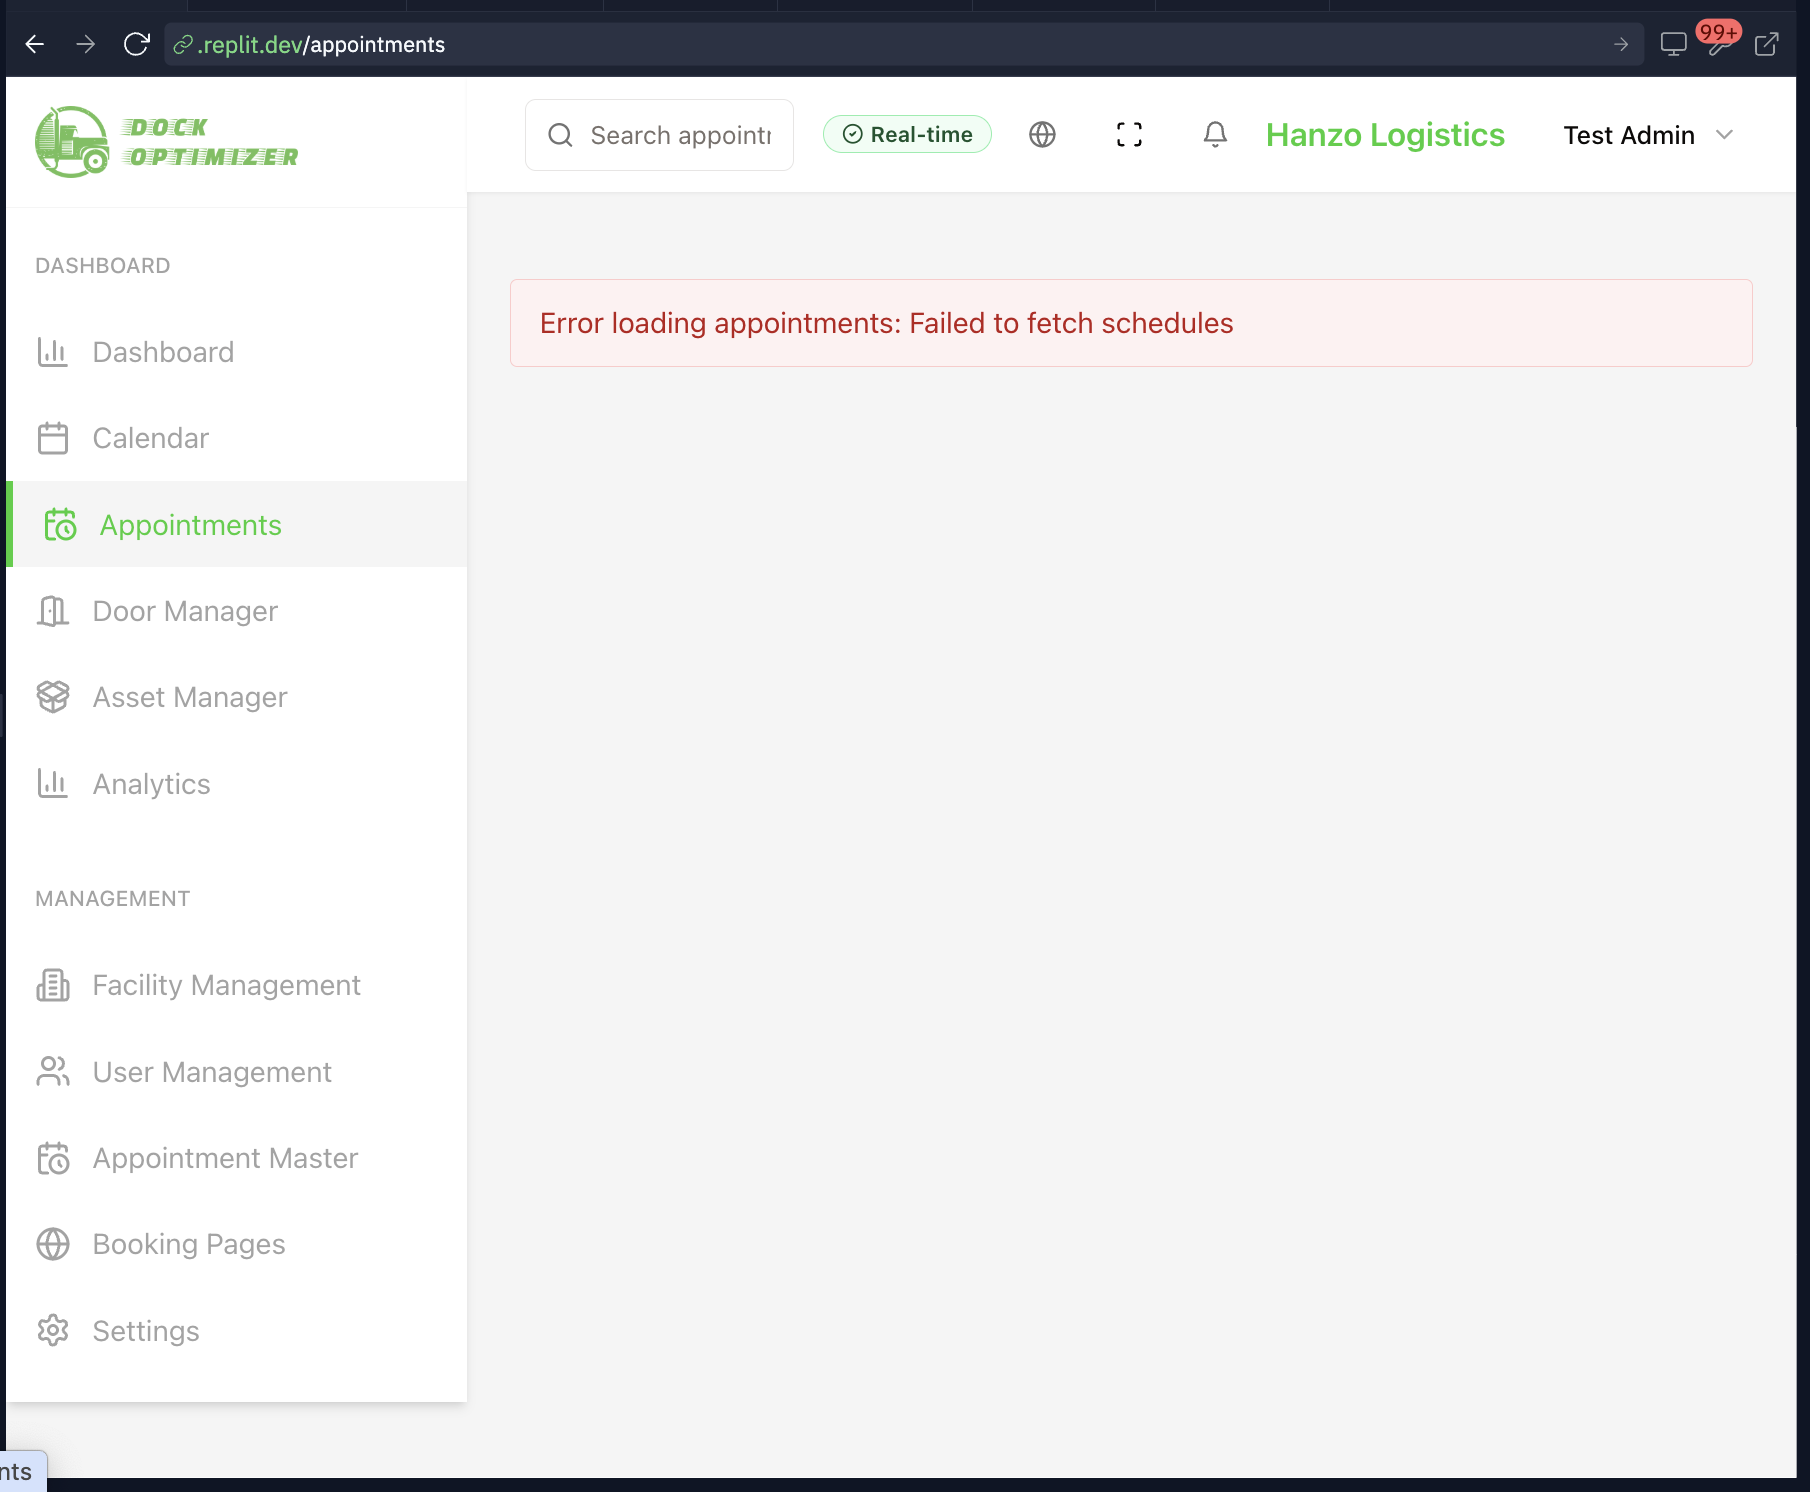 .replit.dev/appointments
99+
DOCK
OPTIMIZER
Search appointr
Real-time
Hanzo Logistics
Test Admin
DASHBOARD
Dashboard
Calendar
Appointments
Door Manager
Asset Manager
Analytics
MANAGEMENT
Facility Management
User Management
Appointment Master
Booking Pages
Settings
Error loading appointments: Failed to fetch schedules
nts